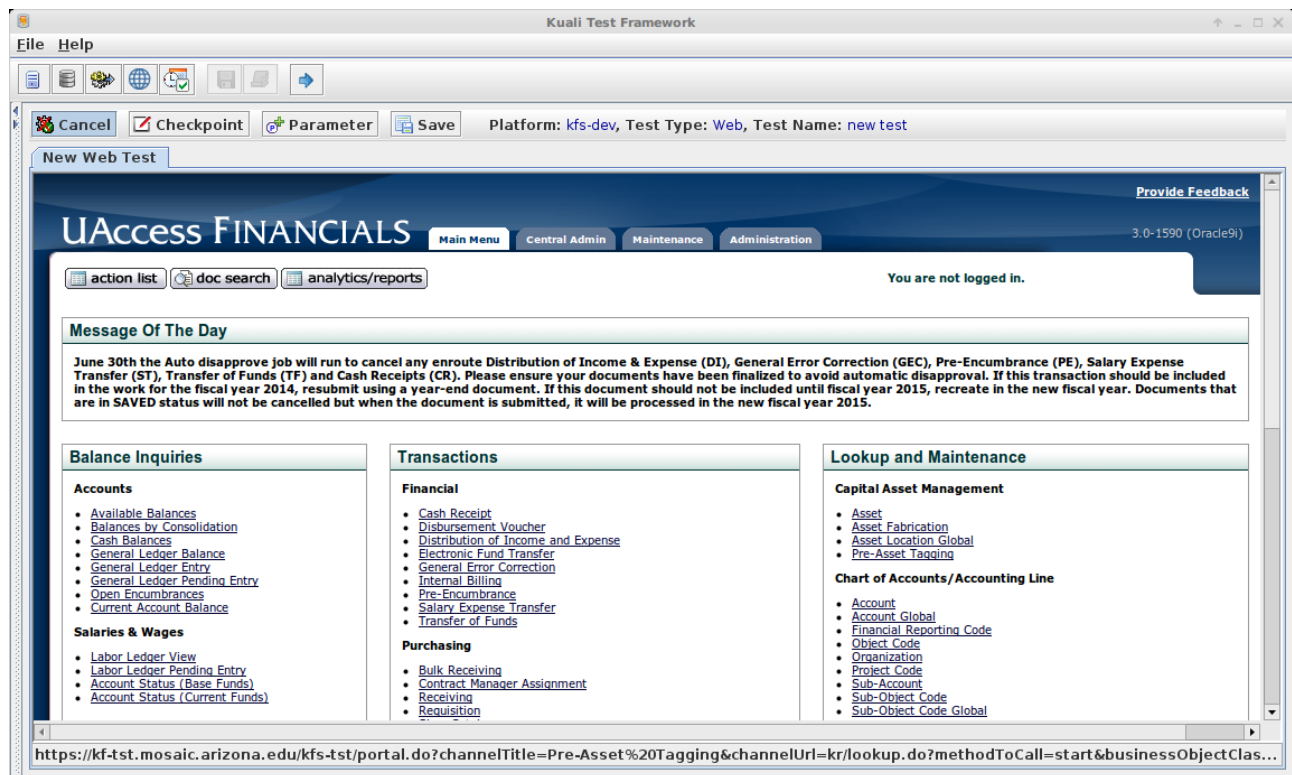 Kuali Test Framework
File Help
Cancel Checkpoint Parameter Save Platform: kfs-dev, Test Type: Web, Test Name: new test
New Web Test
Provide Feedback
UAccess FINANCIALS Main Menu Central Admin Maintenance Administration 3.0-1590 (Oracle9i)
action list doc search analytics/reports You are not logged in.
Message Of The Day
June 30th the Auto disapprove job will run to cancel any enroute Distribution of Income & Expense (DI), General Error Correction (GEC), Pre-Encumbrance (PE), Salary Expense
Transfer (ST), Transfer of Funds (TF) and Cash Receipts (CR). Please ensure your documents have been finalized to avoid automatic disapproval. If this transaction should be included
in the work for the fiscal year 2014, resubmit using a year-end document. If this document should not be included until fiscal year 2015, recreate in the new fiscal year. Documents that
are in SAVED status will not be cancelled but when the document is submitted, it will be processed in the new fiscal year 2015.
Balance Inquiries
Accounts
Available Balances
Balances by Consolidation
Cash Balances
General Ledger Balance
General Ledger Entry
General Ledger Pending Entry
Open Encumbrances
Current Account Balance
Salaries & Wages
Labor Ledger View
Labor Ledger Pending Entry
Account Status (Base Funds)
Account Status (Current Funds)
Transactions
Financial
Cash Receipt
Disbursement Voucher
Distribution of Income and Expense
Electronic Fund Transfer
General Error Correction
Internal Billing
Pre-Encumbrance
Salary Expense Transfer
Transfer of Funds
Purchasing
Bulk Receiving
Contract Manager Assignment
Receiving
Requisition
Lookup and Maintenance
Capital Asset Management
Asset
Asset Fabrication
Asset Location Global
Pre-Asset Tagging
Chart of Accounts/Accounting Line
Account
Account Global
Financial Reporting Code
Object Code
Organization
Project Code
Sub-Account
Sub-Object Code
Sub-Object Code Global
https://kf-tst.mosaic.arizona.edu/kfs-tst/portal.do?channelTitle=Pre-Asset%20Tagging&channelUrl=kr/lookup.do?methodToCall=start&businessObjectClas...